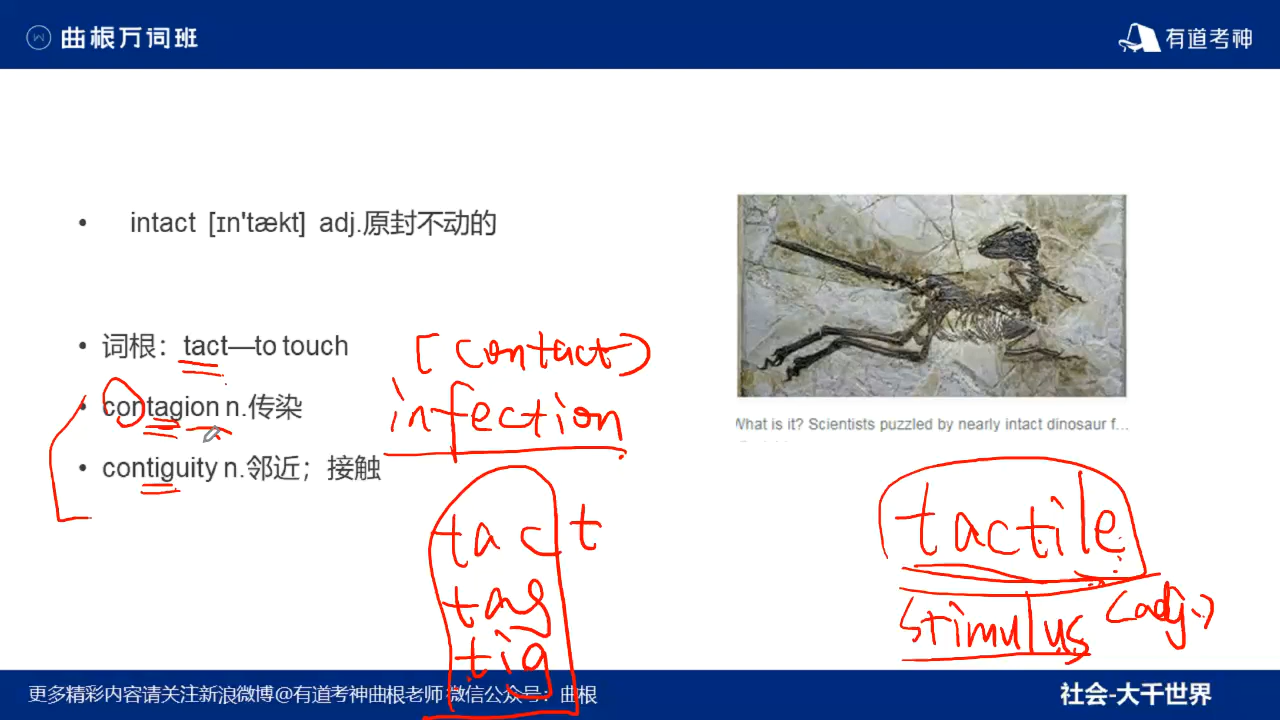 曲根万词班
有道考神
intact [ɪn'tækt] adj.原封不动的
词根：tact—to touch
(contact)
contagion n.传染
infection
What is it? Scientists puzzled by nearly intact dinosaur f...
contiguity n.邻近；接触
tact
tag
tig
tactile
stimulus (adj.)
更多精彩内容请关注新浪微博@有道考神曲根老师 微信公众号：曲根
社会-大千世界